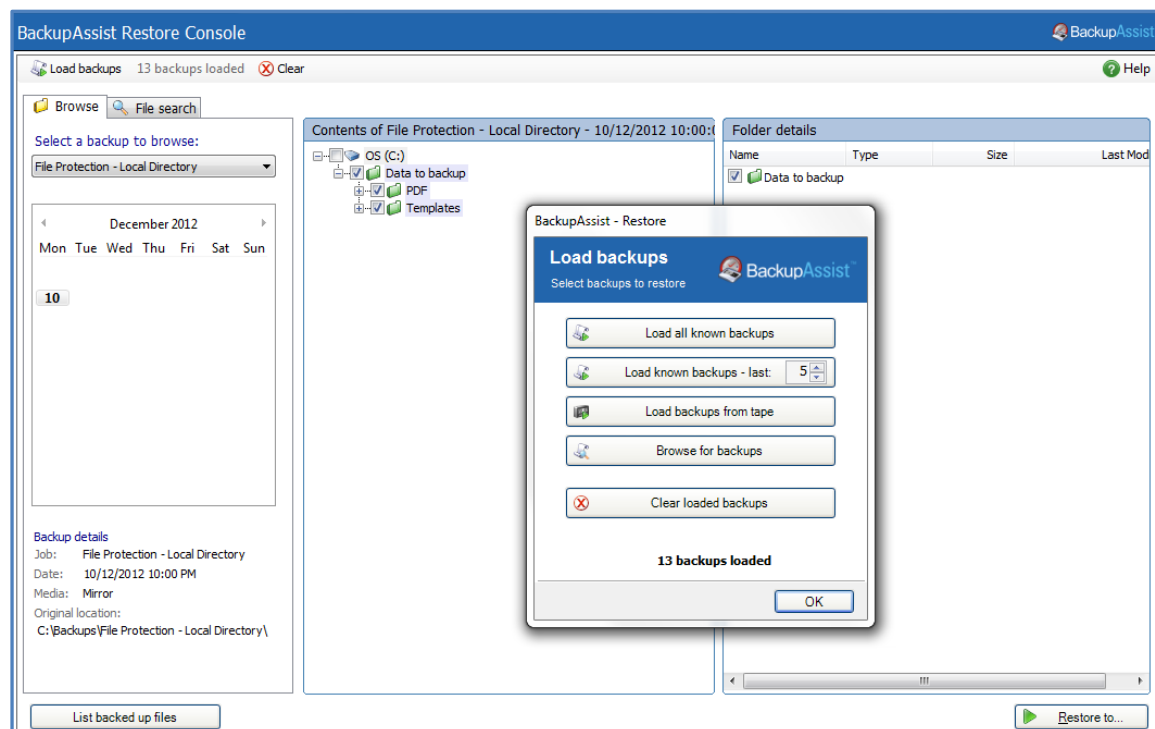 BackupAssist Restore Console
BackupAssist
Load backups 13 backups loaded Clear
Help
Browse File search
Select a backup to browse:
File Protection - Local Directory
December 2012
Mon Tue Wed Thu Fri Sat Sun
10
Backup details
Job: File Protection - Local Directory
Date: 10/12/2012 10:00 PM
Media: Mirror
Original location:
C:\Backups\File Protection - Local Directory\
List backed up files
Contents of File Protection - Local Directory - 10/12/2012 10:00:
OS (C:)
Data to backup
PDF
Templates
Folder details
Name Type Size Last Mod
Data to backup
BackupAssist - Restore
Load backups
Select backups to restore
BackupAssist™
Load all known backups
Load known backups - last: 5
Load backups from tape
Browse for backups
Clear loaded backups
13 backups loaded
OK
Restore to...